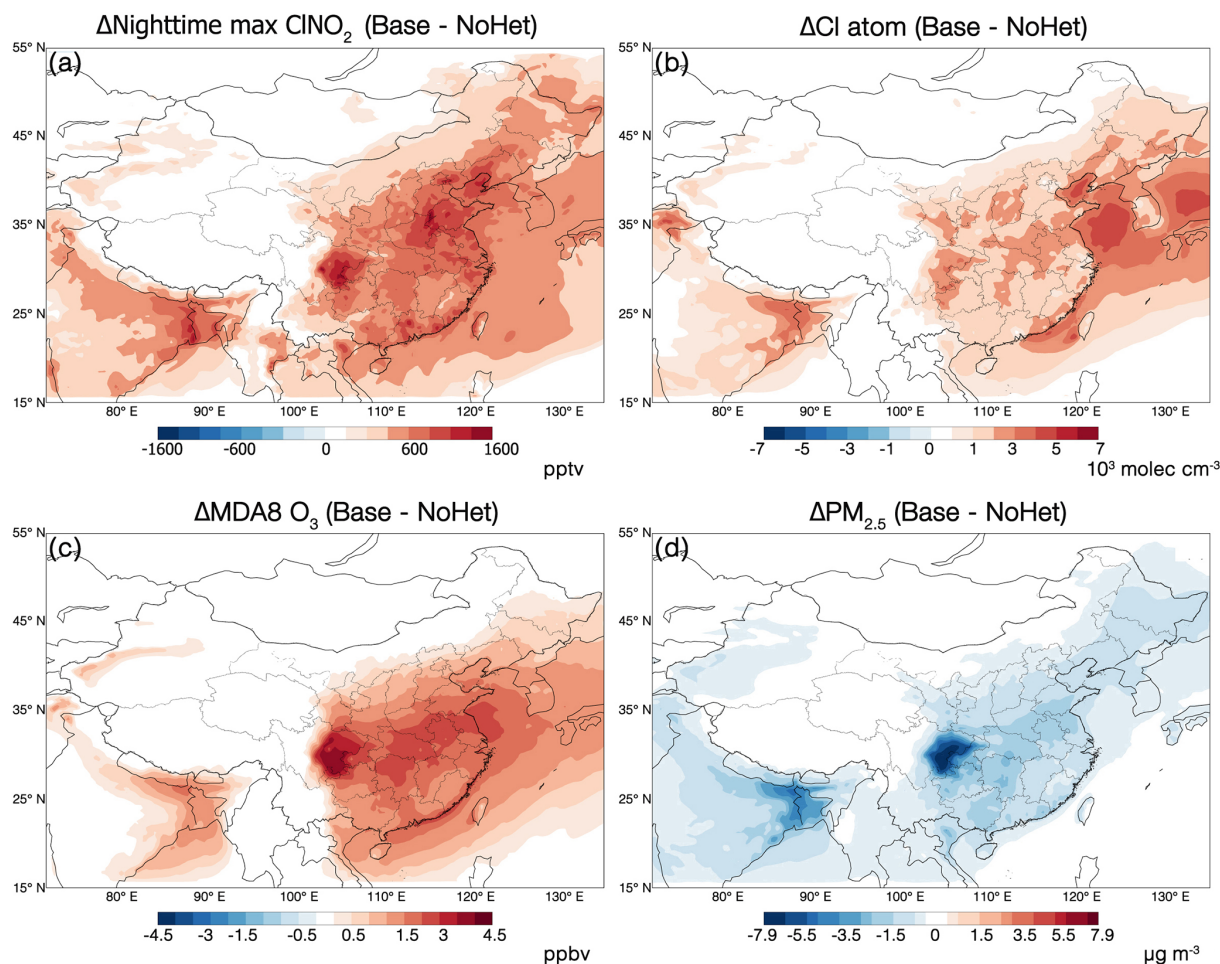 ΔNighttime max ClNO₂ (Base - NoHet)
(a)
55° N
45° N
35° N
25° N
15° N
80° E 90° E 100° E 110° E 120° E 130° E
-1600 -600 0 600 1600
pptv
ΔCl atom (Base - NoHet)
(b)
55° N
45° N
35° N
25° N
15° N
80° E 90° E 100° E 110° E 120° E 130° E
-7 -5 -3 -1 0 1 3 5 7
10³ molec cm⁻³
ΔMDA8 O₃ (Base - NoHet)
(c)
55° N
45° N
35° N
25° N
15° N
80° E 90° E 100° E 110° E 120° E 130° E
-4.5 -3 -1.5 -0.5 0.5 1.5 3 4.5
ppbv
ΔPM₂.₅ (Base - NoHet)
(d)
55° N
45° N
35° N
25° N
15° N
80° E 90° E 100° E 110° E 120° E 130° E
-7.9 -5.5 -3.5 -1.5 0 1.5 3.5 5.5 7.9
μg m⁻³